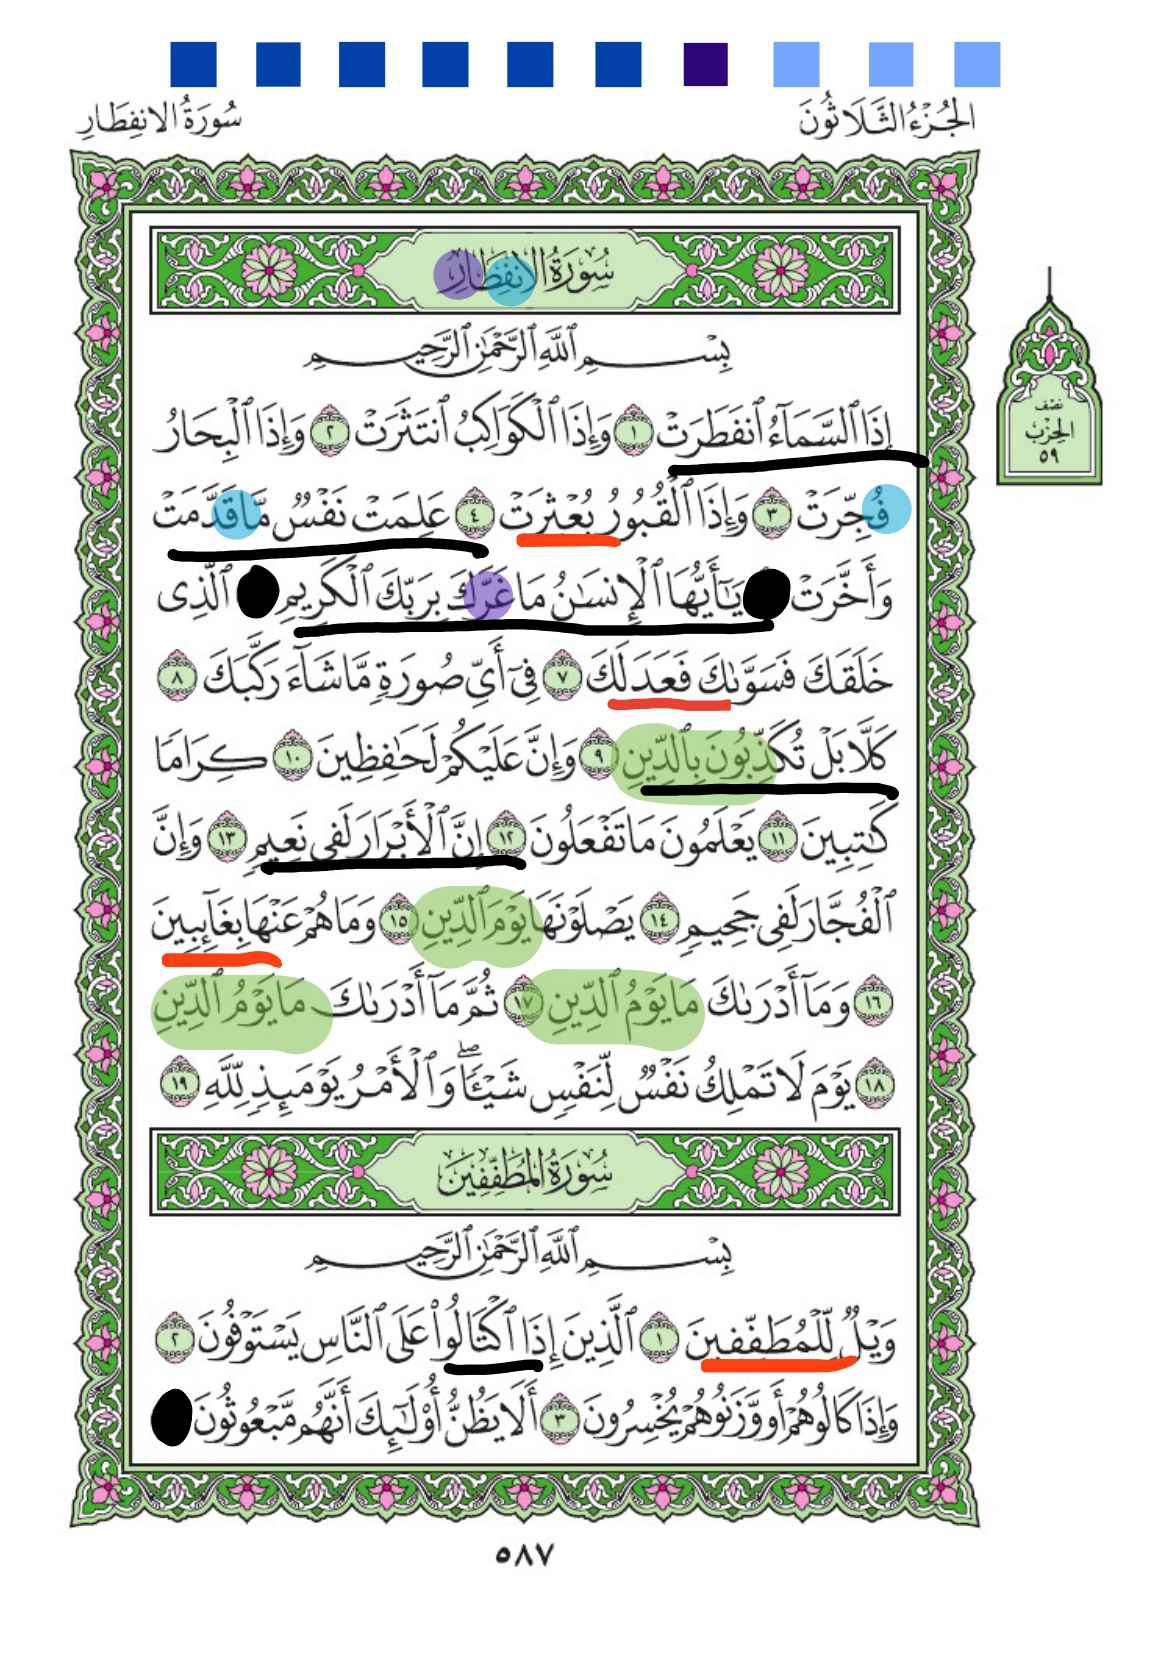 الجُزْءُ الثَّلَاثُونَ
سُورَةُ الانفِطَارِ
سُورَةُ الانفِطَارِ
بِسْمِ ٱللَّهِ ٱلرَّحْمَٰنِ ٱلرَّحِيمِ
إِذَا ٱلسَّمَآءُ ٱنفَطَرَتْ ١ وَإِذَا ٱلْكَوَاكِبُ ٱنتَثَرَتْ ٢ وَإِذَا ٱلْبِحَارُ
فُجِّرَتْ ٣ وَإِذَا ٱلْقُبُورُ بُعْثِرَتْ ٤ عَلِمَتْ نَفْسٌ مَّا قَدَّمَتْ
وَأَخَّرَتْ يَٰٓأَيُّهَا ٱلْإِنسَٰنُ مَا غَرَّكَ بِرَبِّكَ ٱلْكَرِيمِ ٱلَّذِى
خَلَقَكَ فَسَوَّىٰكَ فَعَدَلَكَ ٧ فِىٓ أَىِّ صُورَةٍ مَّا شَآءَ رَكَّبَكَ ٨
كَلَّا بَلْ تُكَذِّبُونَ بِٱلدِّينِ ٩ وَإِنَّ عَلَيْكُمْ لَحَٰفِظِينَ ١٠ كِرَامًا
كَٰتِبِينَ ١١ يَعْلَمُونَ مَا تَفْعَلُونَ ١٢ إِنَّ ٱلْأَبْرَارَ لَفِى نَعِيمٍ ١٣ وَإِنَّ
ٱلْفُجَّارَ لَفِى جَحِيمٍ ١٤ يَصْلَوْنَهَا يَوْمَ ٱلدِّينِ ١٥ وَمَا هُمْ عَنْهَا بِغَآئِبِينَ
١٦ وَمَآ أَدْرَىٰكَ مَا يَوْمُ ٱلدِّينِ ١٧ ثُمَّ مَآ أَدْرَىٰكَ مَا يَوْمُ ٱلدِّينِ
١٨ يَوْمَ لَا تَمْلِكُ نَفْسٌ لِّنَفْسٍ شَيْـًٔا ۖ وَٱلْأَمْرُ يَوْمَئِذٍ لِّلَّهِ ١٩
سُورَةُ المُطَفِّفِينَ
بِسْمِ ٱللَّهِ ٱلرَّحْمَٰنِ ٱلرَّحِيمِ
وَيْلٌ لِّلْمُطَفِّفِينَ ١ ٱلَّذِينَ إِذَا ٱكْتَالُوا۟ عَلَى ٱلنَّاسِ يَسْتَوْفُونَ ٢
وَإِذَا كَالُوهُمْ أَو وَّزَنُوهُمْ يُخْسِرُونَ ٣ أَلَا يَظُنُّ أُو۟لَٰٓئِكَ أَنَّهُم مَّبْعُوثُونَ
٥٨٧
نصف
الحزب
٥٩